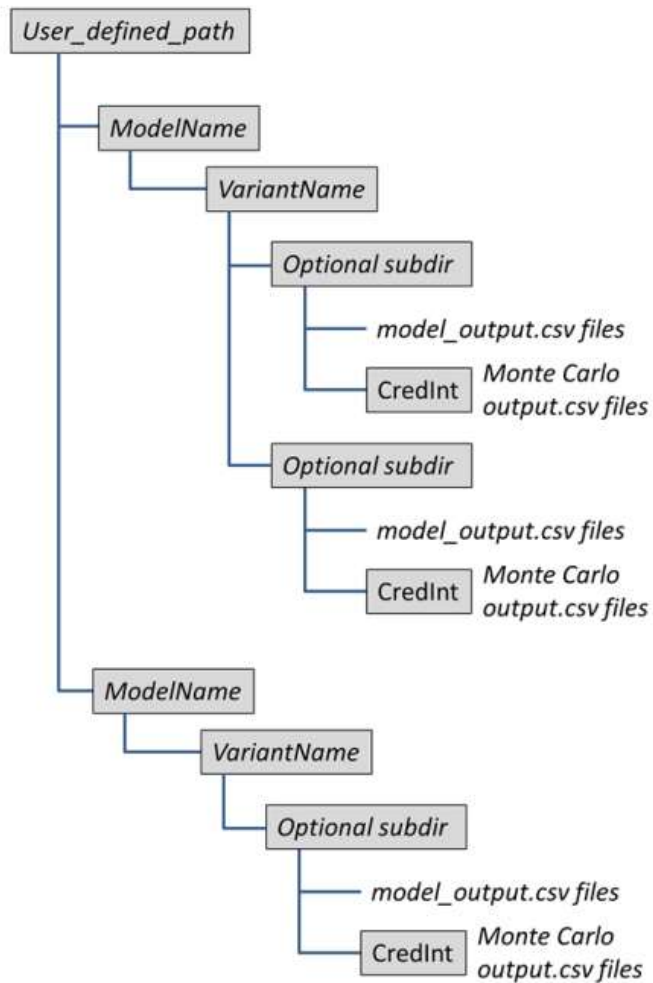 User_defined_path
ModelName
VariantName
Optional subdir
model_output.csv files
CredInt
Monte Carlo
output.csv files
Optional subdir
model_output.csv files
CredInt
Monte Carlo
output.csv files
ModelName
VariantName
Optional subdir
model_output.csv files
CredInt
Monte Carlo
output.csv files